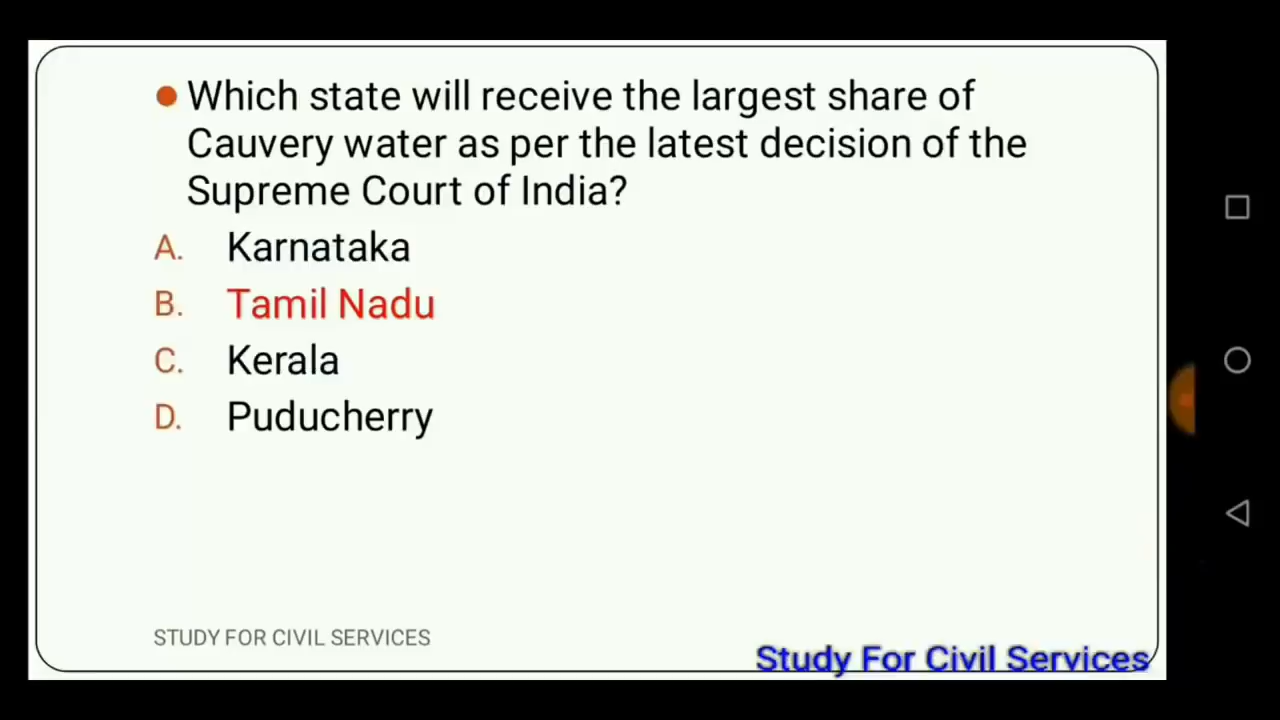 Which state will receive the largest share of
Cauvery water as per the latest decision of the
Supreme Court of India?
A. Karnataka
B. Tamil Nadu
C. Kerala
D. Puducherry
STUDY FOR CIVIL SERVICES
Study For Civil Services